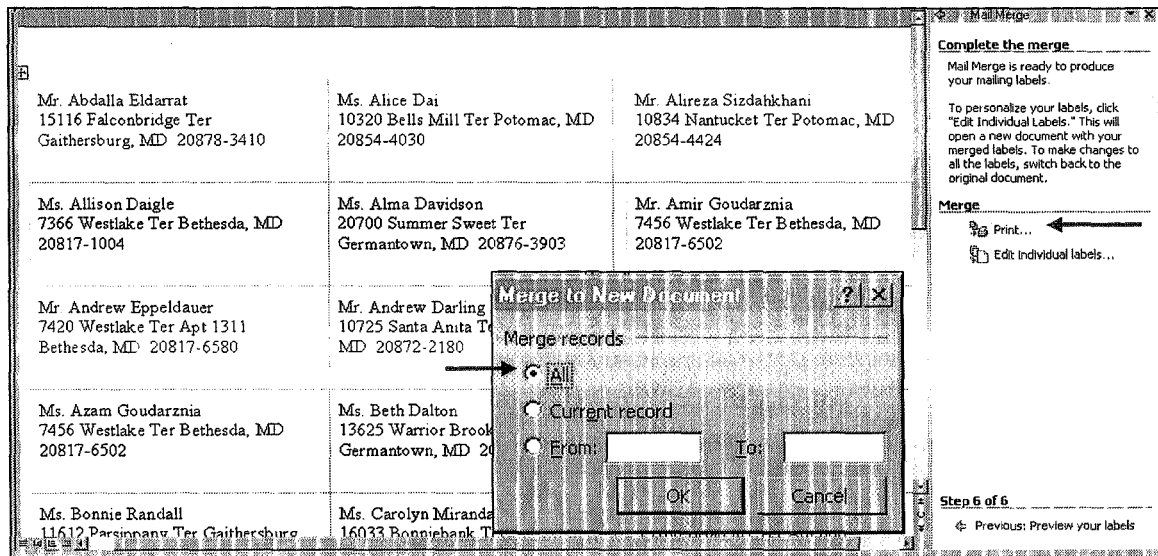 Mr. Abdalla Eldarrat
15116 Falconbridge Ter
Gaithersburg, MD 20878-3410
Ms. Alice Dai
10320 Bells Mill Ter Potomac, MD
20854-4030
Mr. Alireza Sizdahkhani
10834 Nantucket Ter Potomac, MD
20854-4424
Ms. Allison Daigle
7366 Westlake Ter Bethesda, MD
20817-1004
Ms. Alma Davidson
20700 Summer Sweet Ter
Germantown, MD 20876-3903
Mr. Amir Goudarznia
7456 Westlake Ter Bethesda, MD
20817-6502
Mr. Andrew Eppeldauer
7420 Westlake Ter Apt 1311
Bethesda, MD 20817-6580
Mr. Andrew Darling
10725 Santa Anita
MD 20872-2180
Ms. Azam Goudarznia
7456 Westlake Ter Bethesda, MD
20817-6502
Ms. Beth Dalton
13625 Warrior Brook
Germantown, MD 20
Ms. Bonnie Randall
11612 Parsippany Ter Gaithersburg
Ms. Carolyn Miranda
16033 Bonniebank T
Merge to New Document
? X
Merge records
All
Current record
From: To:
OK Cancel
Mail Merge
Complete the merge
Mail Merge is ready to produce
your mailing labels.
To personalize your labels, click
"Edit Individual Labels." This will
open a new document with your
merged labels. To make changes to
all the labels, switch back to the
original document.
Merge
Print...
Edit individual labels...
Step 6 of 6
Previous: Preview your labels